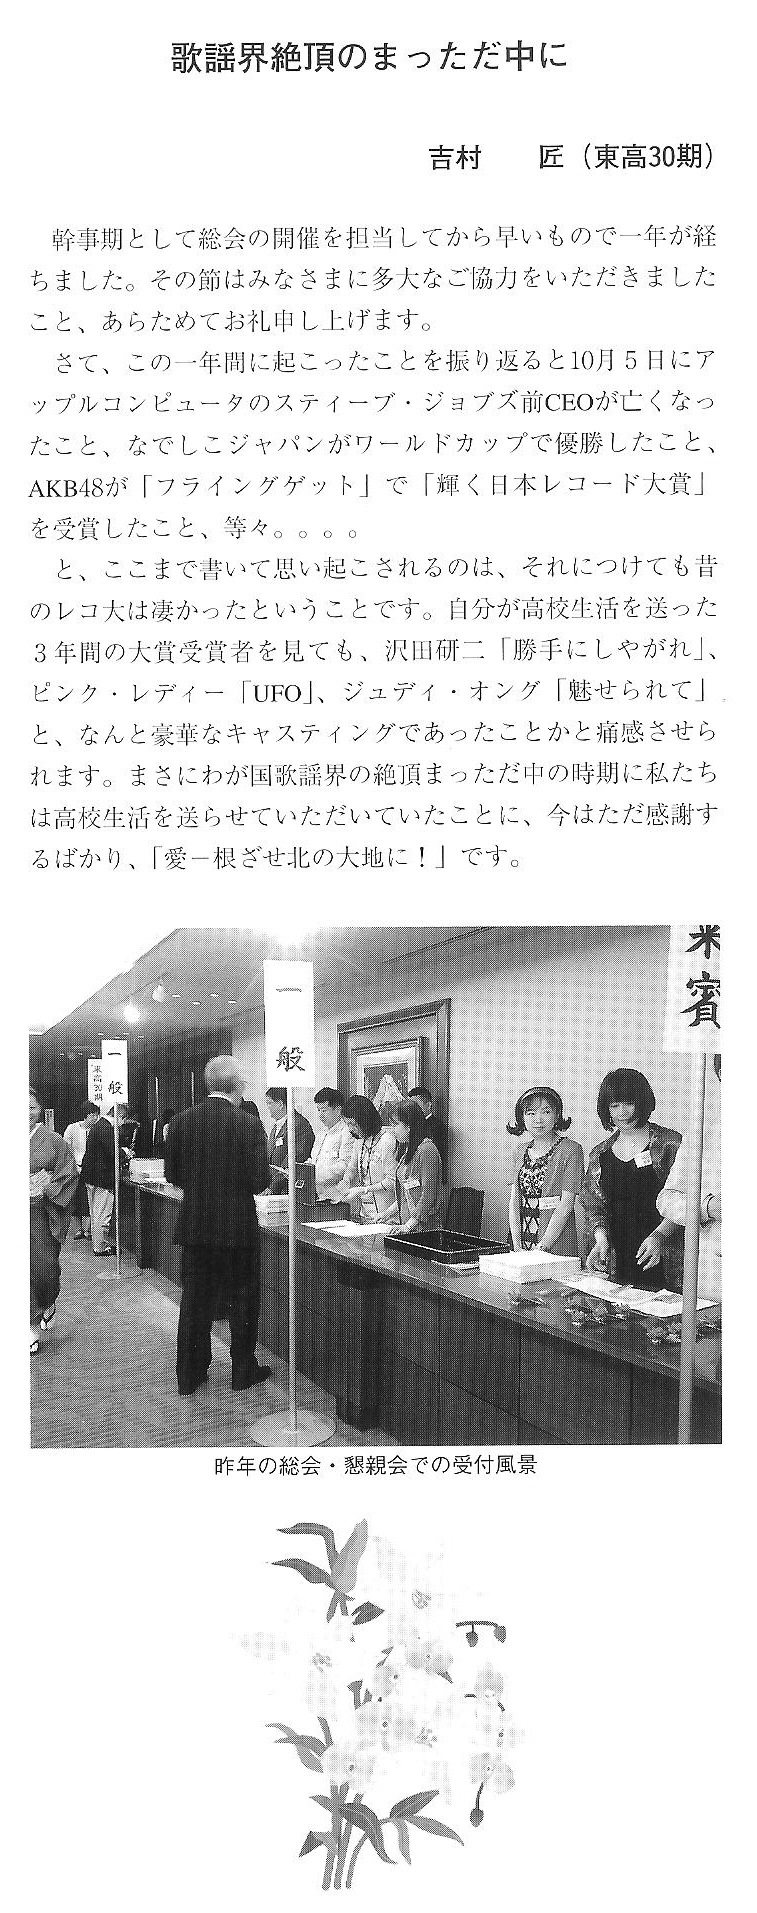 歌謡界絶頂のまっただ中に
吉村　　匠（東高30期）
幹事期として総会の開催を担当してから早いもので一年が経
ちました。その節はみなさまに多大なご協力をいただきました
こと、あらためてお礼申し上げます。
さて、この一年間に起こったことを振り返ると10月５日にア
ップルコンピュータのスティーブ・ジョブズ前CEOが亡くなっ
たこと、なでしこジャパンがワールドカップで優勝したこと、
AKB48が「フライングゲット」で「輝く日本レコード大賞」
を受賞したこと、等々。。。。
と、ここまで書いて思い起こされるのは、それにつけても昔
のレコ大は凄かったということです。自分が高校生活を送った
３年間の大賞受賞者を見ても、沢田研二「勝手にしやがれ」、
ピンク・レディー「UFO」、ジュディ・オング「魅せられて」
と、なんと豪華なキャスティングであったことかと痛感させら
れます。まさにわが国歌謡界の絶頂まっただ中の時期に私たち
は高校生活を送らせていただいていたことに、今はただ感謝す
るばかり、「愛－根ざせ北の大地に！」です。
来賓
一般
一般
東高30期
昨年の総会・懇親会での受付風景